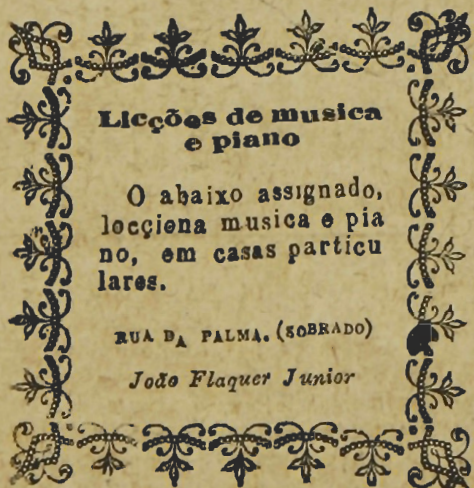 Licções de musica
e piano
O abaixo assignado,
lecciona musica e pia
no, em casas particu
lares.
RUA DA PALMA. (SOBRADO)
João Flaquer Junior